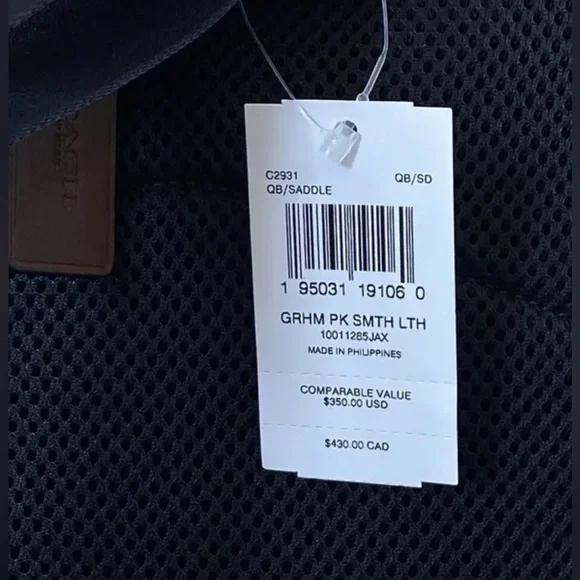 COACH
C2931 QB/SD
QB/SADDLE
1 95031 19106 0
GRHM PK SMTH LTH
10011285JAX
MADE IN PHILIPPINES
COMPARABLE VALUE
$350.00 USD
$430.00 CAD